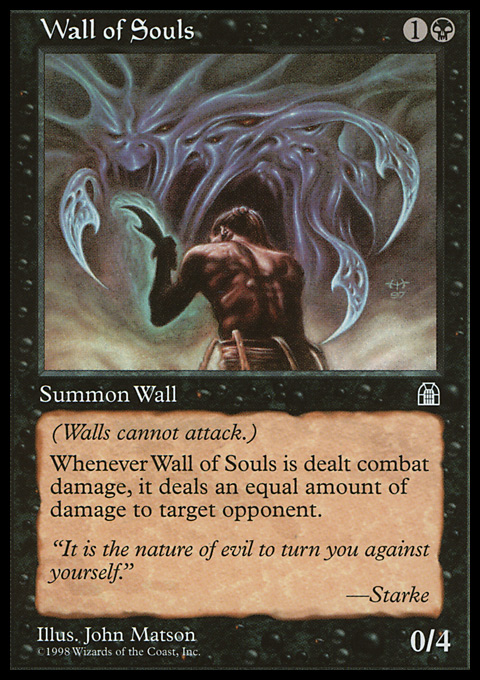 Wall of Souls 1
Summon Wall
(Walls cannot attack.)
Whenever Wall of Souls is dealt combat
damage, it deals an equal amount of
damage to target opponent.
“It is the nature of evil to turn you against
yourself.”
—Starke
Illus. John Matson
©1998 Wizards of the Coast, Inc.
0/4